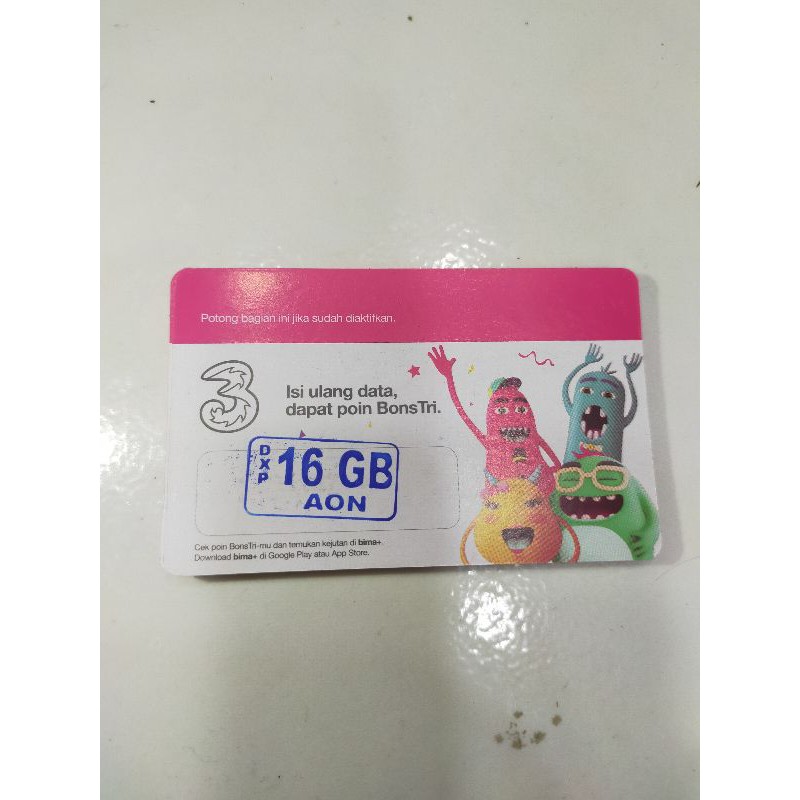 Potong bagian ini jika sudah diaktifkan.
3
Isi ulang data,
dapat poin BonsTri.
DXP
16 GB
AON
Cek poin BonsTri-mu dan temukan kejutan di bima+
Download bima+ di Google Play atau App Store.